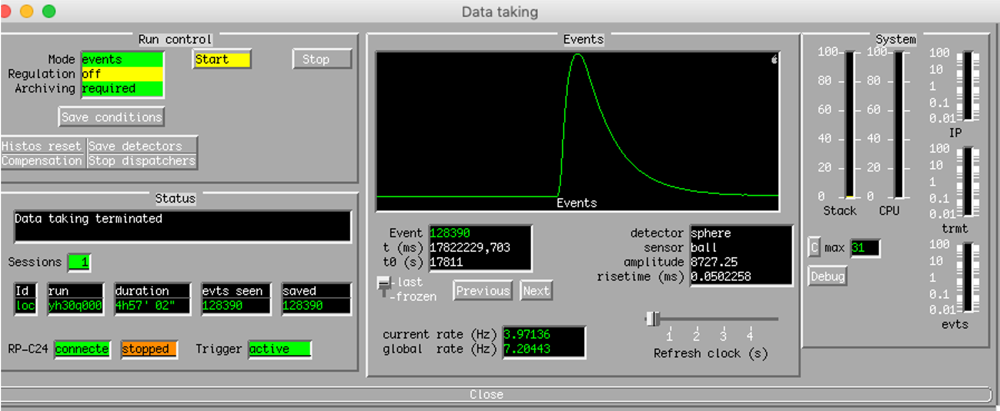 Data taking
Run control
Mode events
Start
Stop
Regulation off
Archiving required
Save conditions
Histos reset
Save detectors
Compensation
Stop dispatchers
Status
Data taking terminated
Sessions 1
Id run duration evts seen saved
loc yh30q000 4h57' 02" 128390 128390
RP-C24 connecte stopped Trigger active
Events
Events
Event 128390
t (ms) 17822229,703
t0 (s) 17811
-last
-frozen
Previous
Next
detector sphere
sensor ball
amplitude 8727.25
risetime (ms) 0.0502258
current rate (Hz) 3.97136
global rate (Hz) 7.20443
1 2 3 4
Refresh clock (s)
System
100
80
60
40
20
0
Stack
100
80
60
40
20
0
CPU
100
10
1
0.1
0.01
IP
100
10
1
0.1
0.01
trmt
100
10
1
0.1
0.01
evts
C max 31
Debug
Close